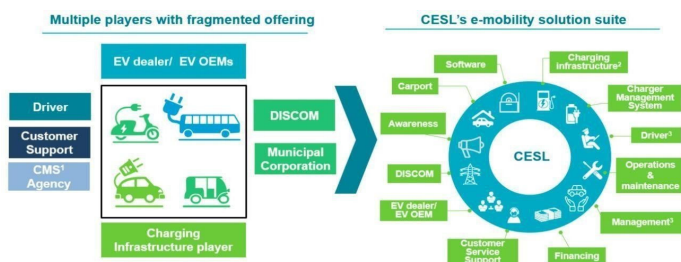 Multiple players with fragmented offering
EV dealer/ EV OEMs
Driver
Customer
Support
CMS¹
Agency
DISCOM
Municipal
Corporation
Charging
Infrastructure player
CESL's e-mobility solution suite
Software
Charging
Infrastructure²
Carport
Charger
Management
System
Awareness
Driver³
CESL
DISCOM
Operations
&
maintenance
EV dealer/
EV OEM
Management³
Customer
Service
Support
Financing